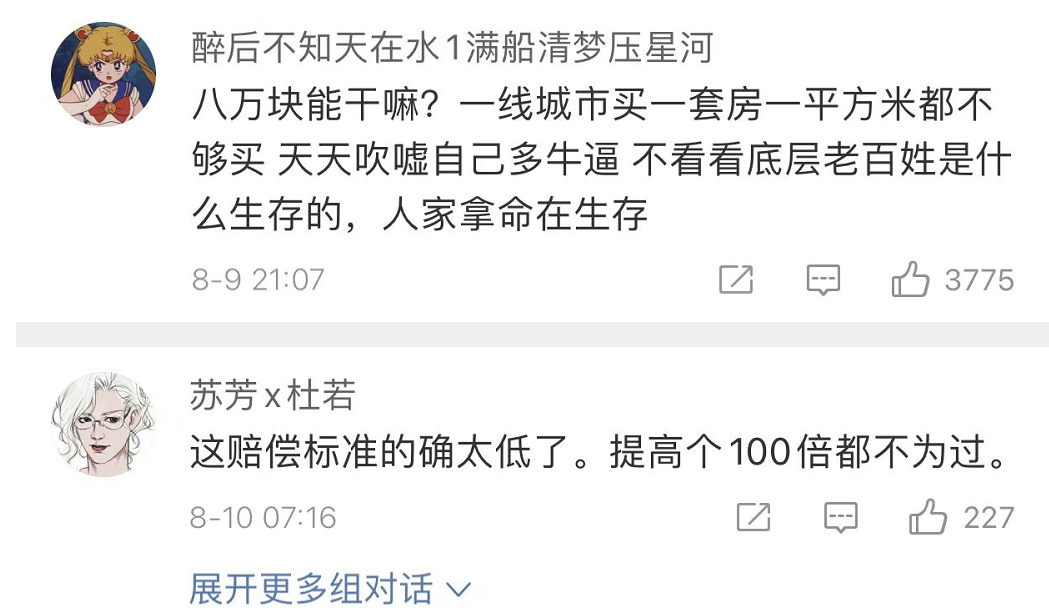 醉后不知天在水1满船清梦压星河
八万块能干嘛？一线城市买一套房一平方米都不
够买 天天吹嘘自己多牛逼 不看看底层老百姓是什
么生存的，人家拿命在生存
8-9 21:07
3775
苏芳x杜若
这赔偿标准的确太低了。提高个100倍都不为过。
8-10 07:16
227
展开更多组对话